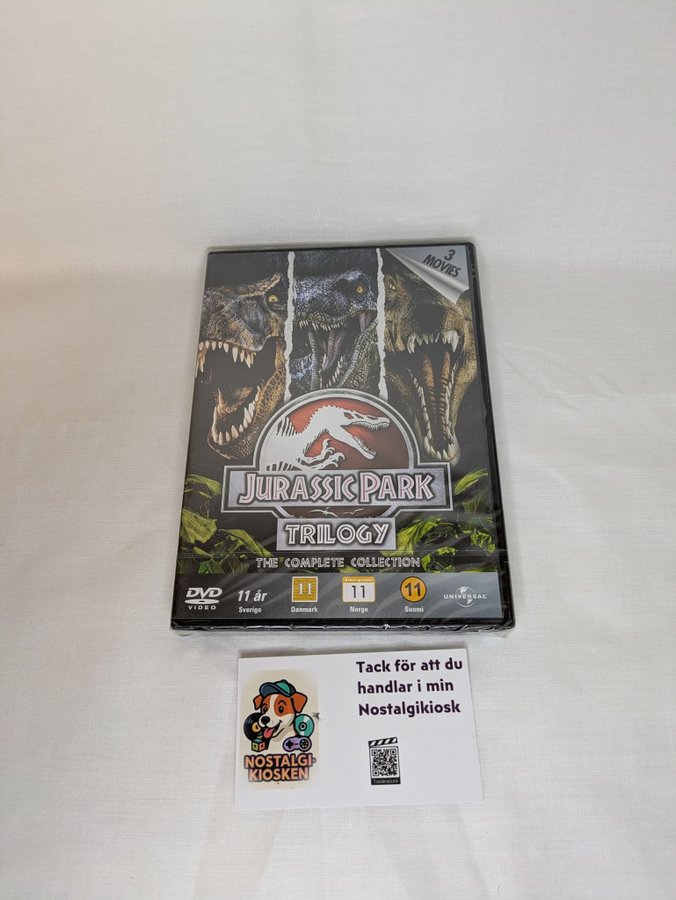 3
MOVIES
JURASSIC PARK
TRILOGY
THE COMPLETE COLLECTION
DVD
VIDEO
11 år
Sverige
11
Danmark
11
Norge
11
Suomi
UNIVERSAL
Tack för att du
handlar i min
Nostalgikiosk
NOSTALGI-
KIOSKEN